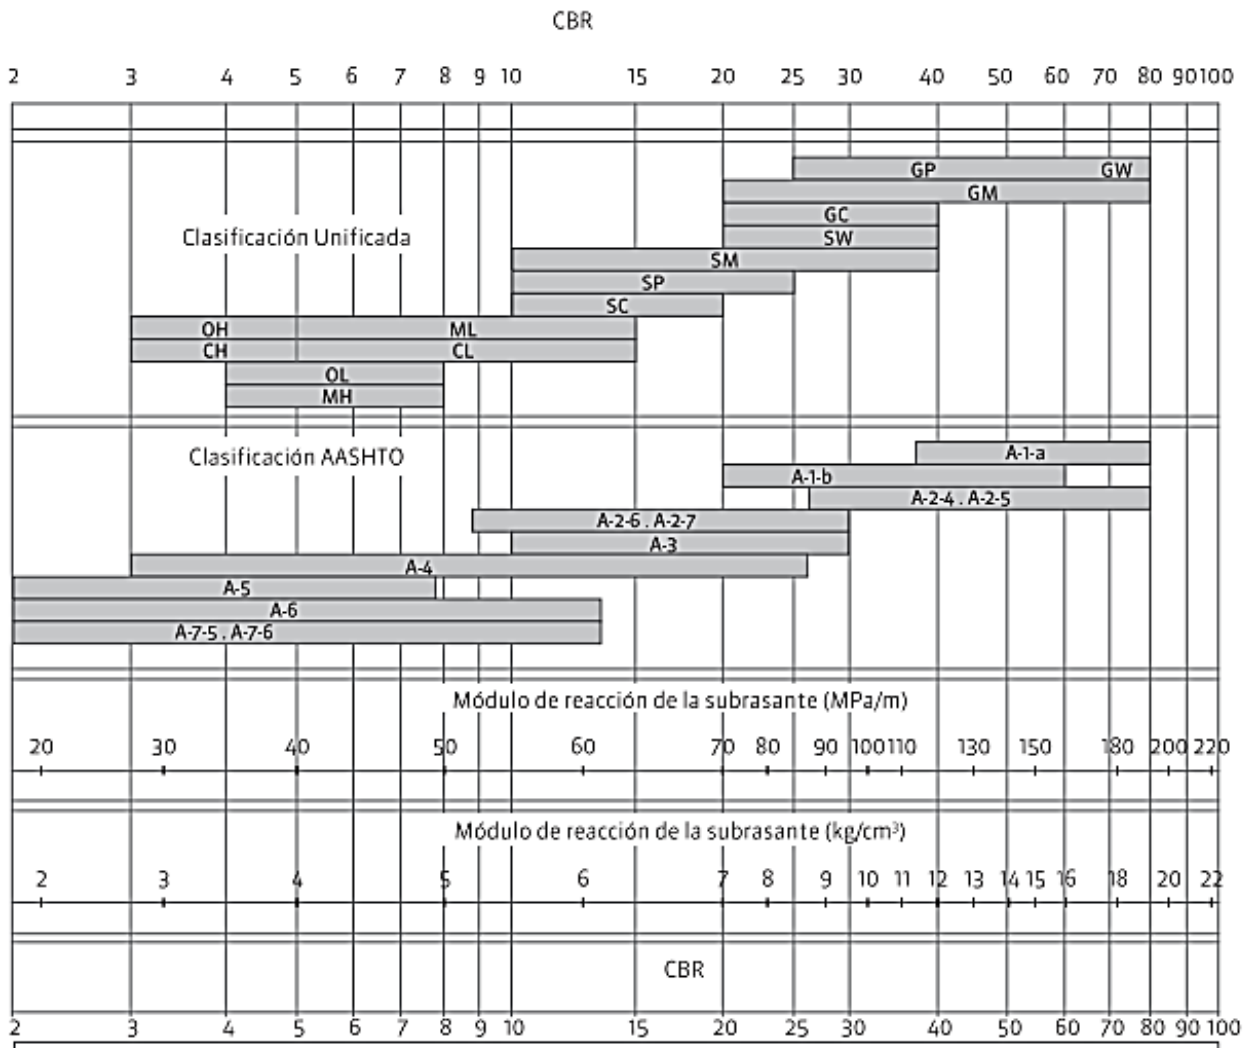 CBR
2 3 4 5 6 7 8 9 10 15 20 25 30 40 50 60 70 80 90 100
GP GW
GM
GC
Clasificación Unificada
SW
SM
SP
SC
OH ML
CH CL
OL
MH
Clasificación AASHTO
A-1-a
A-1-b
A-2-4 . A-2-5
A-2-6 . A-2-7
A-3
A-4
A-5
A-6
A-7-5 . A-7-6
Módulo de reacción de la subrasante (MPa/m)
20 30 40 50 60 70 80 90 100 110 130 150 180 200 220
Módulo de reacción de la subrasante (kg/cm³)
2 3 4 5 6 7 8 9 10 11 12 13 14 15 16 18 20 22
CBR
2 3 4 5 6 7 8 9 10 15 20 25 30 40 50 60 70 80 90 100